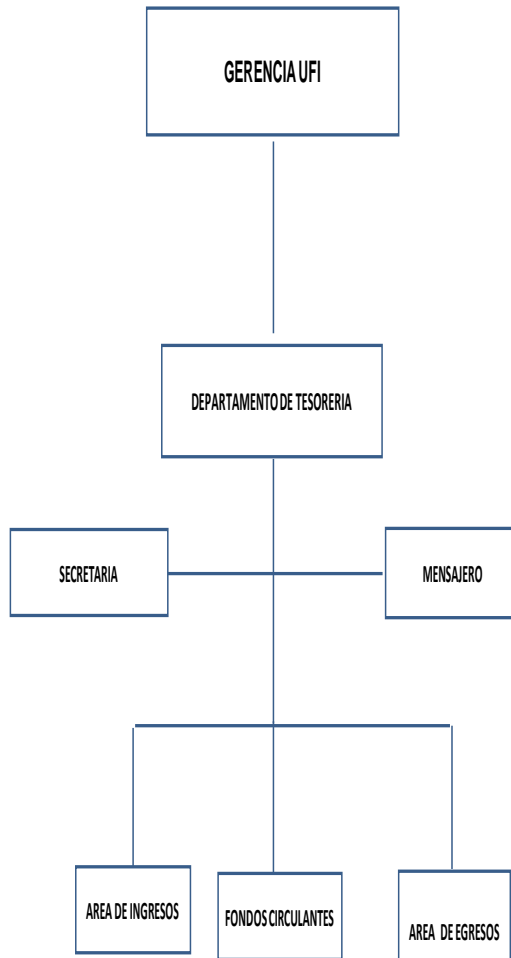 GERENCIA UFI
DEPARTAMENTO DE TESORERIA
SECRETARIA
MENSAJERO
AREA DE INGRESOS
FONDOS CIRCULANTES
AREA DE EGRESOS